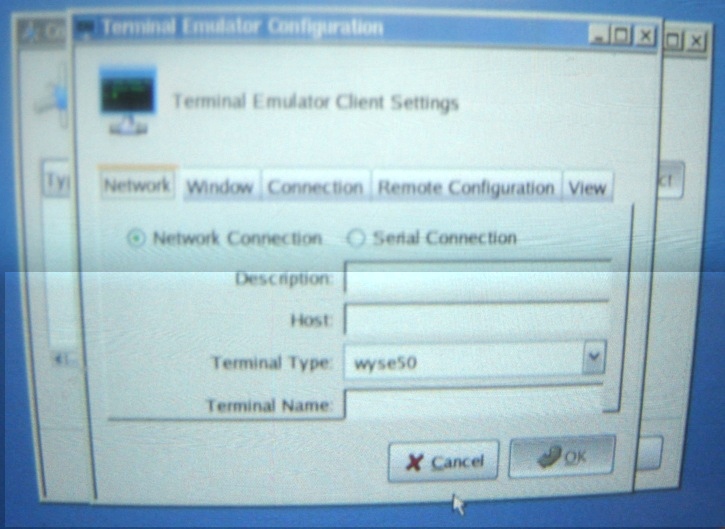 Terminal Emulator Configuration
Terminal Emulator Client Settings
Network Window Connection Remote Configuration View
Network Connection Serial Connection
Description:
Host:
Terminal Type: wyse50
Terminal Name:
Cancel OK